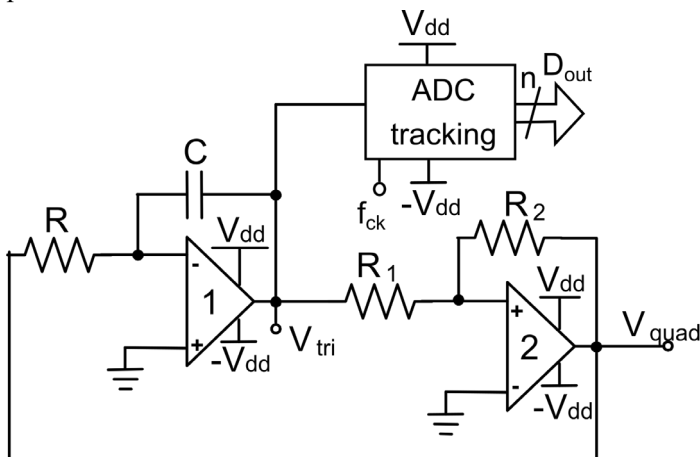 Vdd
ADC
tracking
n
Dout
fck
-Vdd
C
R
Vdd
-
1
+
-Vdd
Vtri
R1
R2
Vdd
+
2
-
-Vdd
Vquad